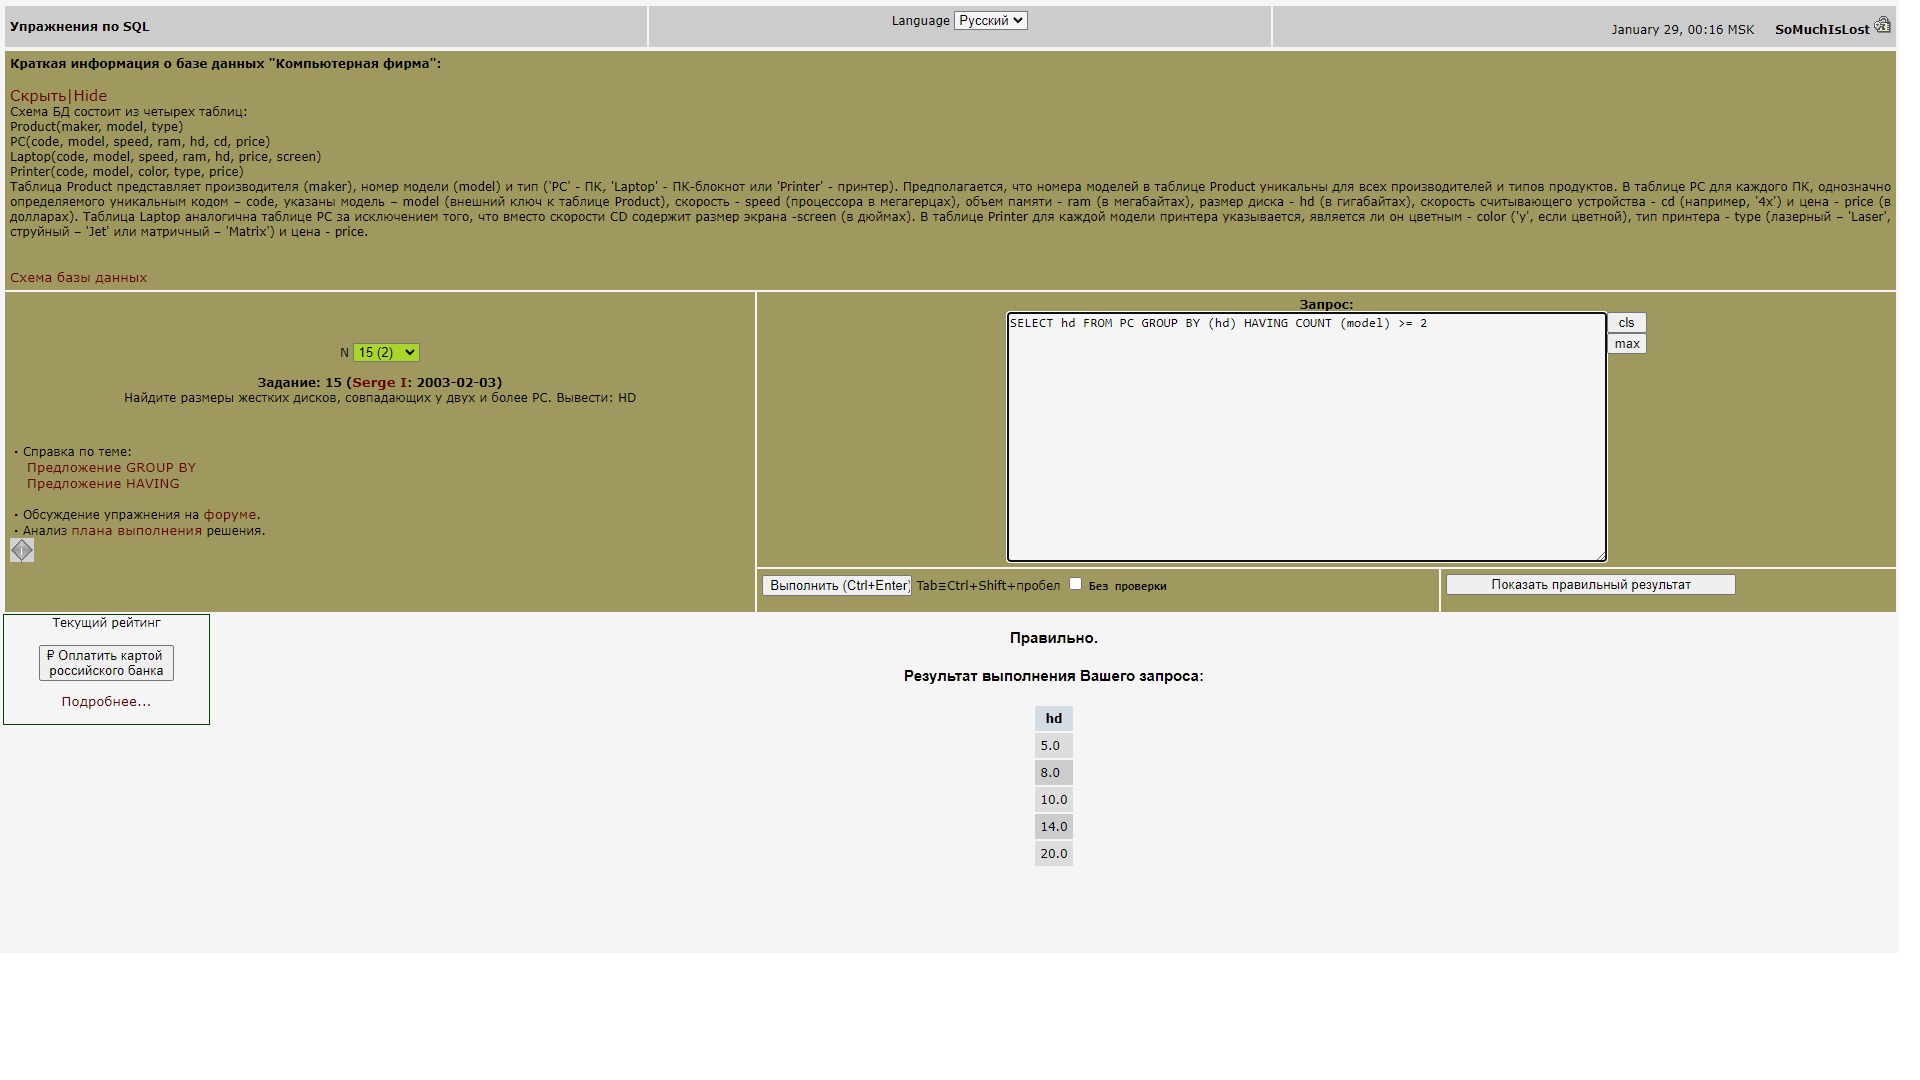 Упражнения по SQL
Language Русский
January 29, 00:16 MSK SoMuchIsLost
Краткая информация о базе данных "Компьютерная фирма":
Скрыть|Hide
Схема БД состоит из четырех таблиц:
Product(maker, model, type)
PC(code, model, speed, ram, hd, cd, price)
Laptop(code, model, speed, ram, hd, price, screen)
Printer(code, model, color, type, price)
Таблица Product представляет производителя (maker), номер модели (model) и тип ('PC' - ПК, 'Laptop' - ПК-блокнот или 'Printer' - принтер). Предполагается, что номера моделей в таблице Product уникальны для всех производителей и типов продуктов. В таблице PC для каждого ПК, однозначно
определяемого уникальным кодом – code, указаны модель – model (внешний ключ к таблице Product), скорость - speed (процессора в мегагерцах), объем памяти - ram (в мегабайтах), размер диска - hd (в гигабайтах), скорость считывающего устройства - cd (например, '4x') и цена - price (в
долларах). Таблица Laptop аналогична таблице PC за исключением того, что вместо скорости CD содержит размер экрана -screen (в дюймах). В таблице Printer для каждой модели принтера указывается, является ли он цветным - color ('y', если цветной), тип принтера - type (лазерный – 'Laser',
струйный – 'Jet' или матричный – 'Matrix') и цена - price.
Схема базы данных
N 15 (2)
Задание: 15 (Serge I: 2003-02-03)
Найдите размеры жестких дисков, совпадающих у двух и более PC. Вывести: HD
· Справка по теме:
Предложение GROUP BY
Предложение HAVING
· Обсуждение упражнения на форуме.
· Анализ плана выполнения решения.
Запрос:
SELECT hd FROM PC GROUP BY (hd) HAVING COUNT (model) >= 2
cls
max
Выполнить (Ctrl+Enter) Tab≡Ctrl+Shift+пробел Без проверки
Показать правильный результат
Текущий рейтинг
₽ Оплатить картой
российского банка
Подробнее...
Правильно.
Результат выполнения Вашего запроса:
hd
5.0
8.0
10.0
14.0
20.0